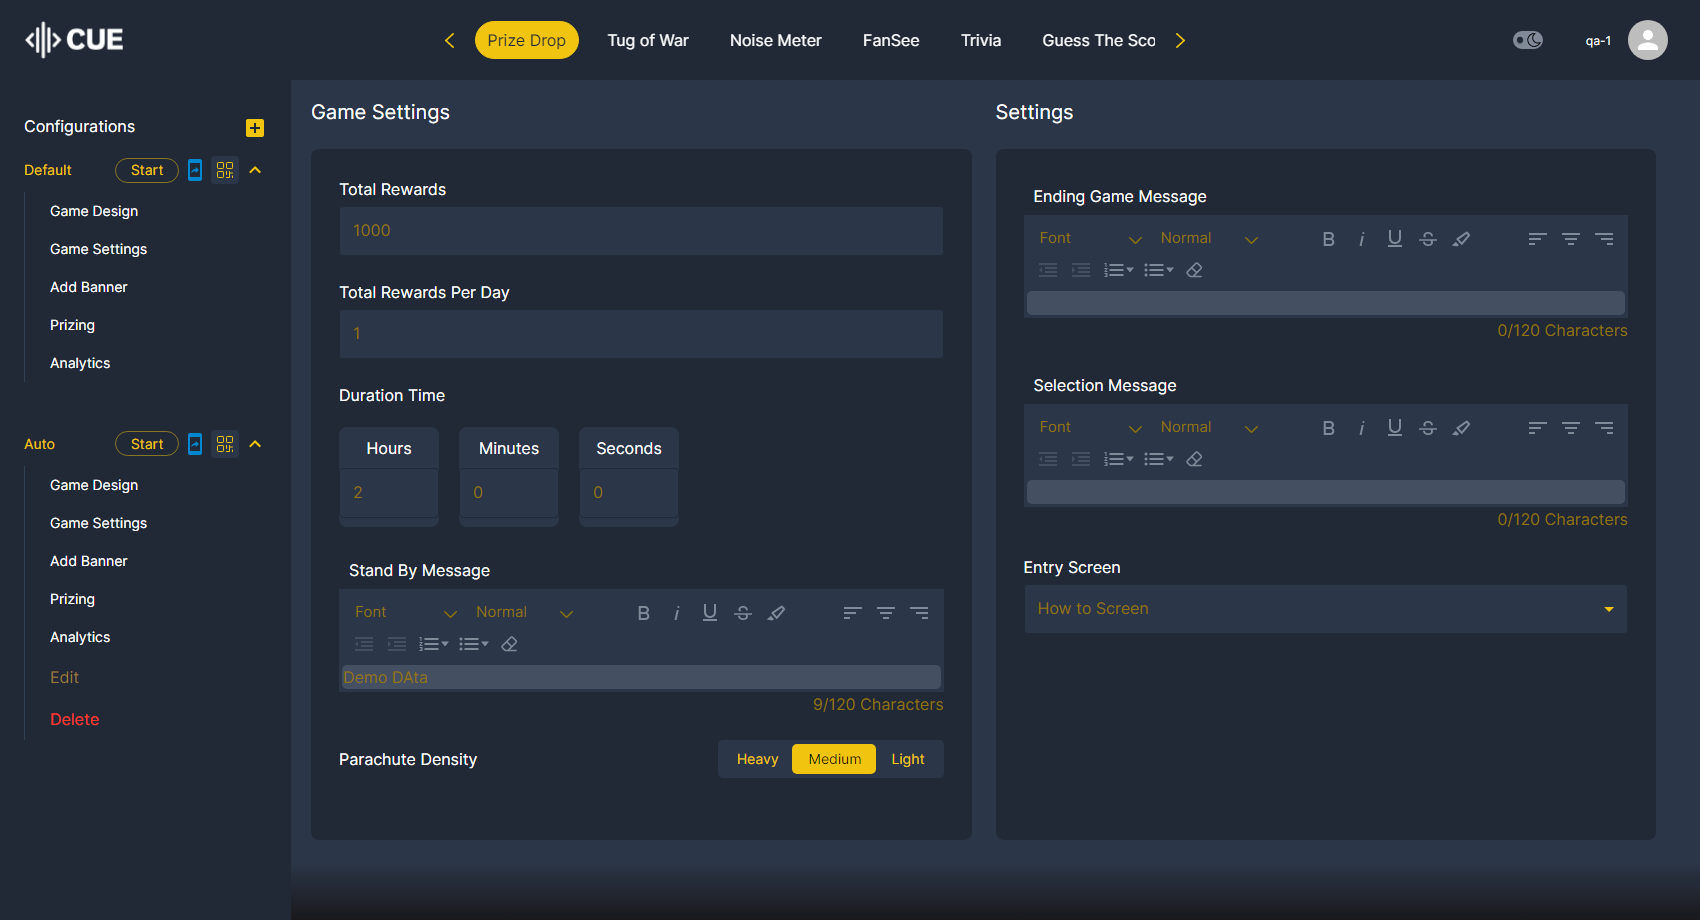 CUE
Prize Drop
Tug of War
Noise Meter
FanSee
Trivia
Guess The Sco
qa-1
Configurations
Default
Start
Game Design
Game Settings
Add Banner
Prizing
Analytics
Auto
Start
Game Design
Game Settings
Add Banner
Prizing
Analytics
Edit
Delete
Game Settings
Total Rewards
1000
Total Rewards Per Day
1
Duration Time
Hours Minutes Seconds
2 0 0
Stand By Message
Font Normal
Demo DAta
9/120 Characters
Parachute Density
Heavy Medium Light
Settings
Ending Game Message
Font Normal
0/120 Characters
Selection Message
Font Normal
0/120 Characters
Entry Screen
How to Screen